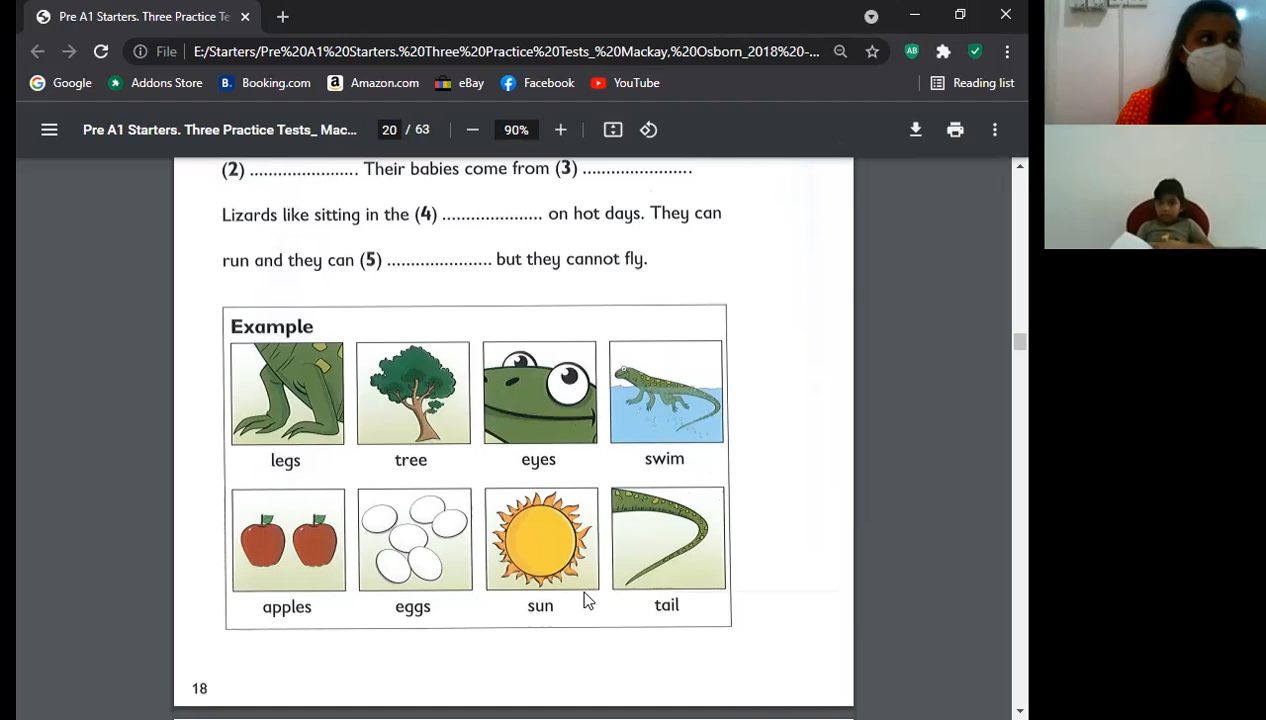 Pre A1 Starters. Three Practice Te
File
E:/Starters/Pre%20A1%20Starters.%20Three%20Practice%20Tests_%20Mackay,%20Osborn_2018%20-...
AB
Google
Addons Store
B. Booking.com
a Amazon.com
eBay
Facebook
YouTube
Reading list
Pre A1 Starters. Three Practice Tests_ Mac...
20 / 63
90%
(2) ....................... Their babies come from (3) .......................
Lizards like sitting in the (4) ..................... on hot days. They can
run and they can (5) ...................... but they cannot fly.
Example
legs tree eyes swim
apples eggs sun tail
18